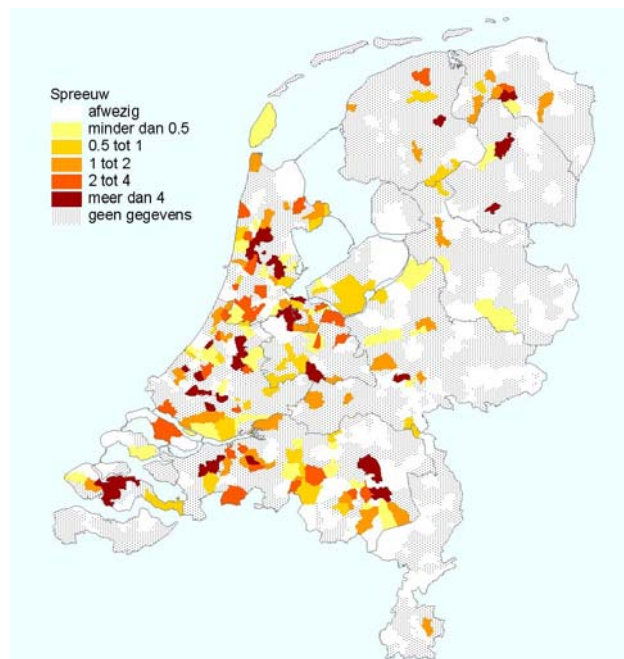 Spreeuw
afwezig
minder dan 0.5
0.5 tot 1
1 tot 2
2 tot 4
meer dan 4
geen gegevens